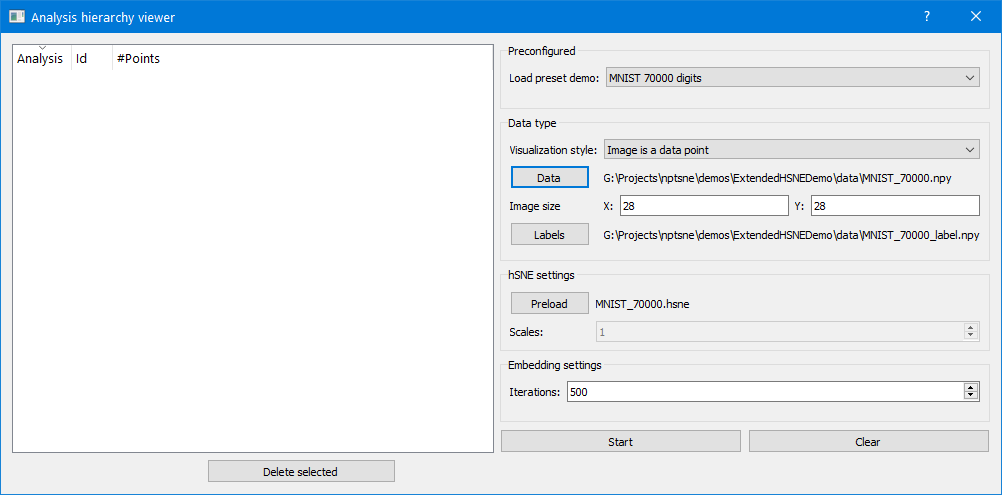 Analysis hierarchy viewer
?
Analysis Id #Points
Delete selected
Preconfigured
Load preset demo: MNIST 70000 digits
Data type
Visualization style: Image is a data point
Data G:\Projects\nptsne\demos\ExtendedHSNEDemo\data\MNIST_70000.npy
Image size X: 28 Y: 28
Labels G:\Projects\nptsne\demos\ExtendedHSNEDemo\data\MNIST_70000_label.npy
hSNE settings
Preload MNIST_70000.hsne
Scales: 1
Embedding settings
Iterations: 500
Start Clear